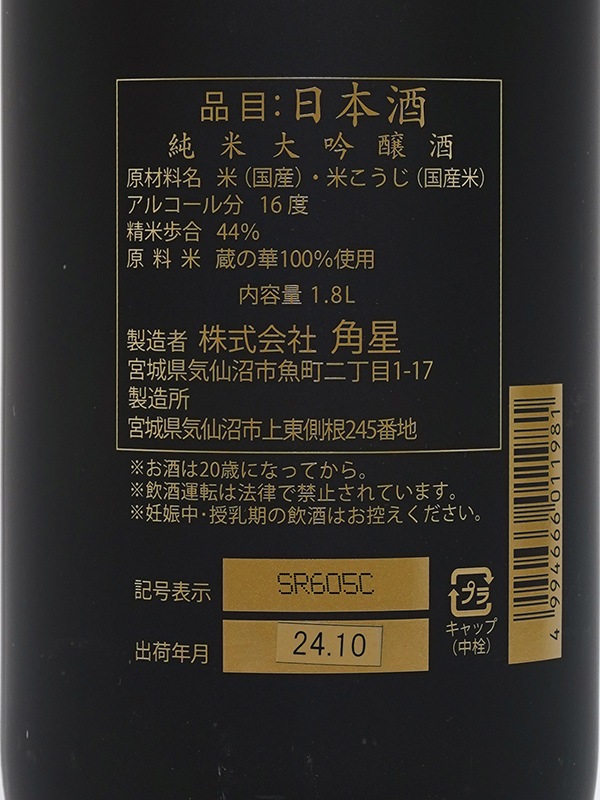 品目：日本酒
純米大吟醸酒
原材料名 米（国産）・米こうじ（国産米）
アルコール分 16度
精米歩合 44%
原料米 蔵の華100%使用
内容量 1.8L
製造者 株式会社 角星
宮城県気仙沼市魚町二丁目1-17
製造所
宮城県気仙沼市上東側根245番地
※お酒は20歳になってから。
※飲酒運転は法律で禁止されています。
※妊娠中・授乳期の飲酒はお控えください。
記号表示 SR605C
出荷年月 24.10
プラ
キャップ
（中栓）
4994666011981